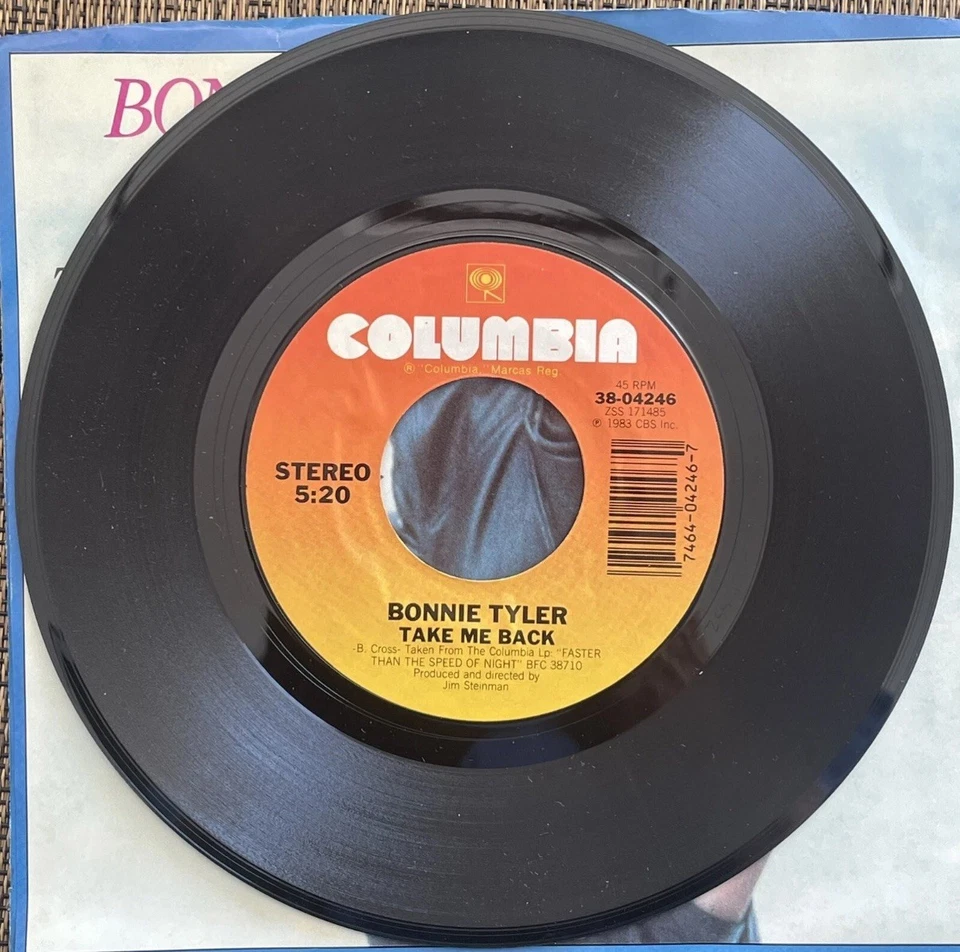 BON
COLUMBIA
® "Columbia," Marcas Reg.
45 RPM
38-04246
ZSS 171485
℗ 1983 CBS Inc.
STEREO
5:20
7464-04246-7
BONNIE TYLER
TAKE ME BACK
-B. Cross- Taken From The Columbia Lp: "FASTER
THAN THE SPEED OF NIGHT" BFC 38710
Produced and directed by
Jim Steinman